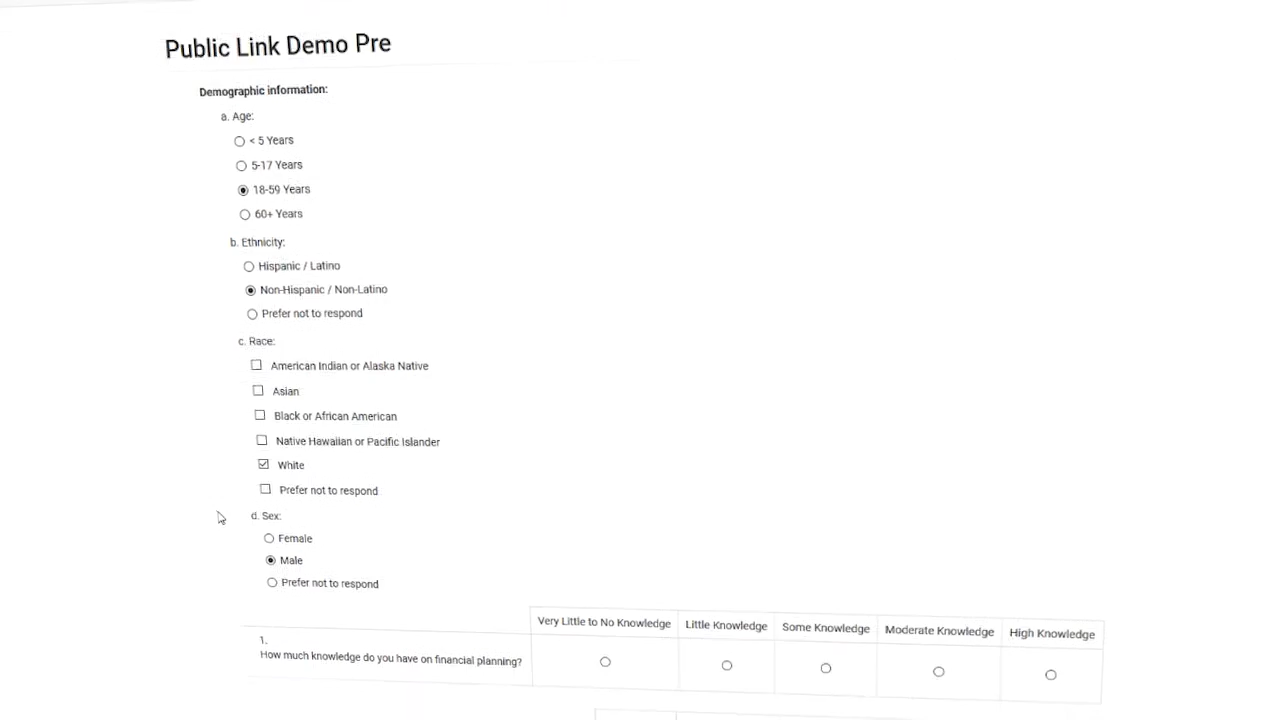 Public Link Demo Pre
Demographic information:
a. Age:
< 5 Years
5-17 Years
18-59 Years
60+ Years
b. Ethnicity:
Hispanic / Latino
Non-Hispanic / Non-Latino
Prefer not to respond
c. Race:
American Indian or Alaska Native
Asian
Black or African American
Native Hawaiian or Pacific Islander
White
Prefer not to respond
d. Sex:
Female
Male
Prefer not to respond
Very Little to No Knowledge Little Knowledge Some Knowledge Moderate Knowledge High Knowledge
1.
How much knowledge do you have on financial planning?